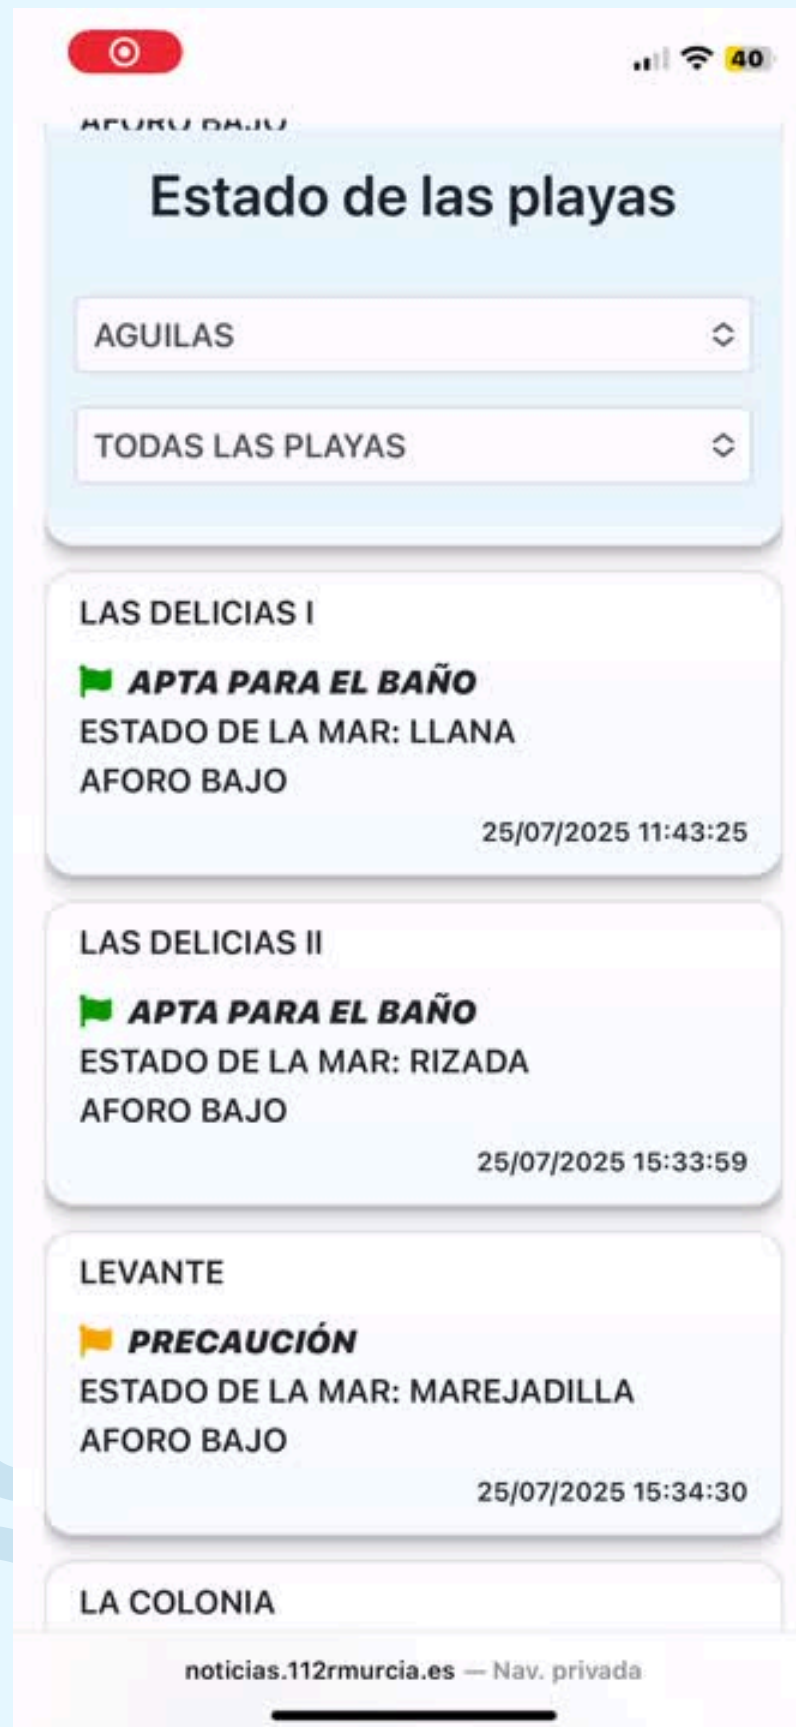 40
AFORO BAJO
Estado de las playas
AGUILAS
TODAS LAS PLAYAS
LAS DELICIAS I
APTA PARA EL BAÑO
ESTADO DE LA MAR: LLANA
AFORO BAJO
25/07/2025 11:43:25
LAS DELICIAS II
APTA PARA EL BAÑO
ESTADO DE LA MAR: RIZADA
AFORO BAJO
25/07/2025 15:33:59
LEVANTE
PRECAUCIÓN
ESTADO DE LA MAR: MAREJADILLA
AFORO BAJO
25/07/2025 15:34:30
LA COLONIA
noticias.112rmurcia.es — Nav. privada